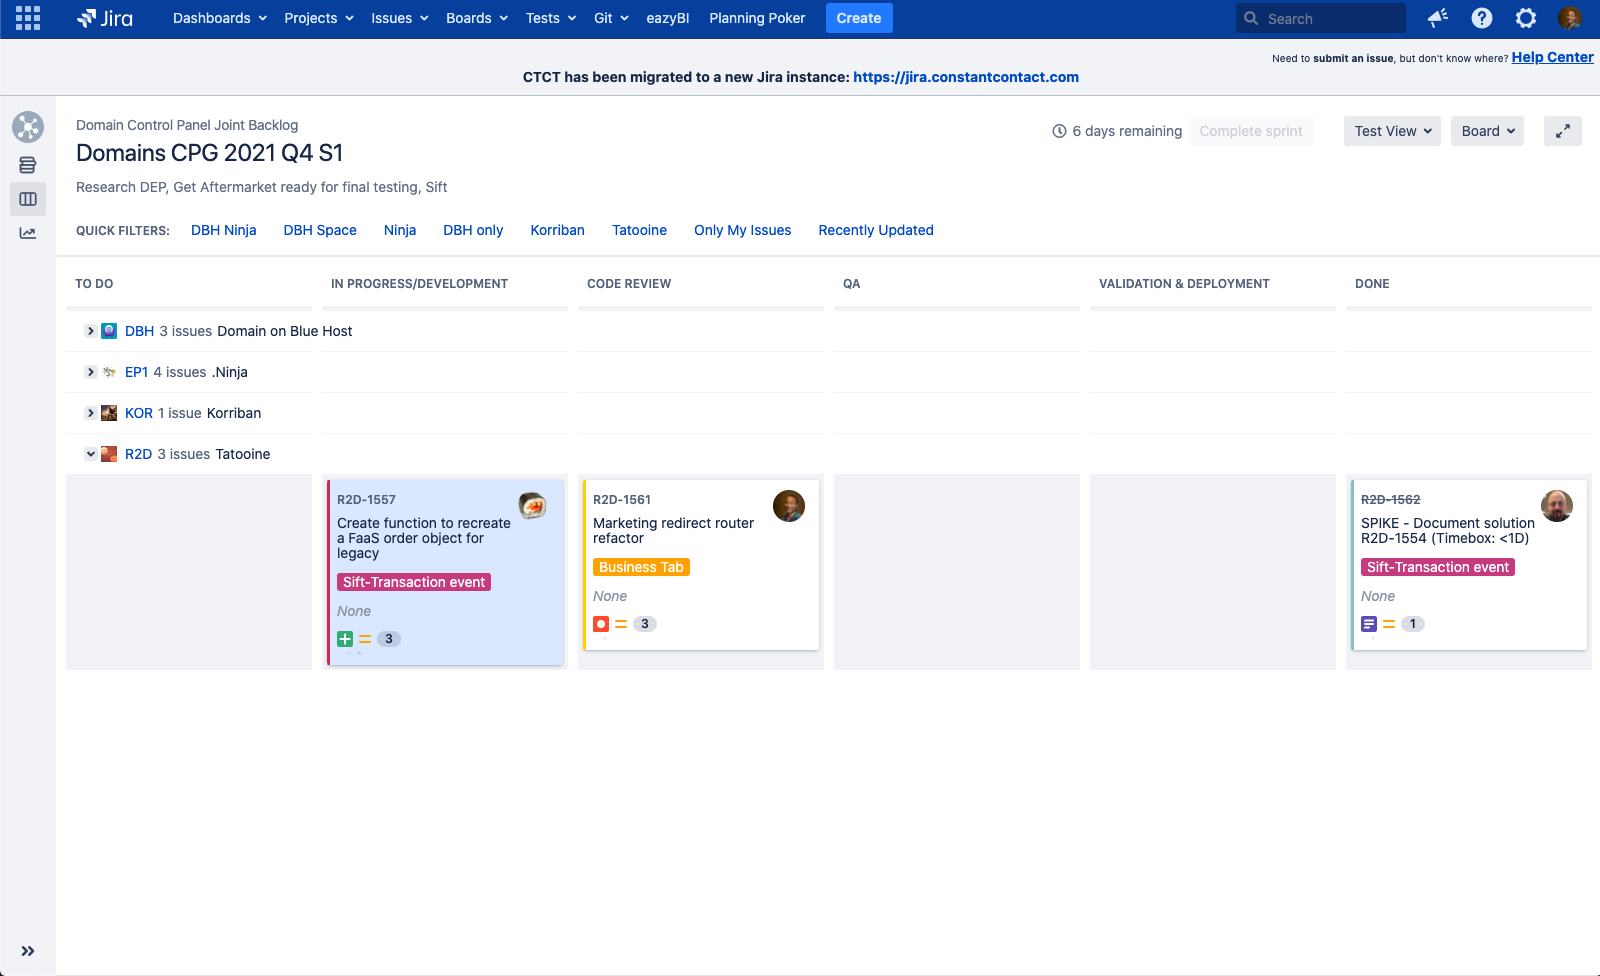 Jira Dashboards Projects Issues Boards Tests Git eazyBI Planning Poker Create Search
Need to submit an issue, but don't know where? Help Center
CTCT has been migrated to a new Jira instance: https://jira.constantcontact.com
Domain Control Panel Joint Backlog
Domains CPG 2021 Q4 S1
6 days remaining Complete sprint Test View Board
Research DEP, Get Aftermarket ready for final testing, Sift
QUICK FILTERS: DBH Ninja DBH Space Ninja DBH only Korriban Tatooine Only My Issues Recently Updated
TO DO IN PROGRESS/DEVELOPMENT CODE REVIEW QA VALIDATION & DEPLOYMENT DONE
DBH 3 issues Domain on Blue Host
EP1 4 issues .Ninja
KOR 1 issue Korriban
R2D 3 issues Tatooine
R2D-1557
Create function to recreate
a FaaS order object for
legacy
Sift-Transaction event
None
3
R2D-1561
Marketing redirect router
refactor
Business Tab
None
3
R2D-1562
SPIKE - Document solution
R2D-1554 (Timebox: <1D)
Sift-Transaction event
None
1